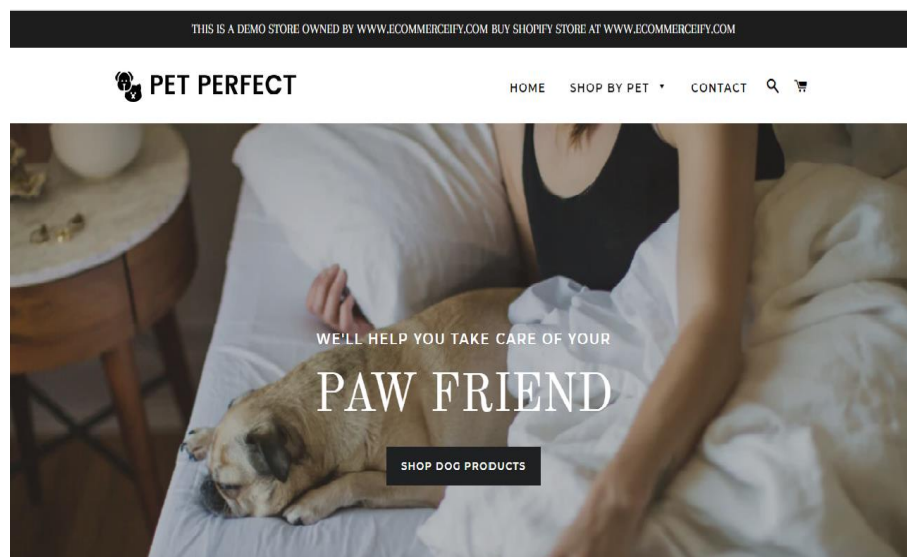 THIS IS A DEMO STORE OWNED BY WWW.ECOMMERCEIFY.COM BUY SHOPIFY STORE AT WWW.ECOMMERCEIFY.COM
PET PERFECT
HOME SHOP BY PET CONTACT
WE'LL HELP YOU TAKE CARE OF YOUR
PAW FRIEND
SHOP DOG PRODUCTS